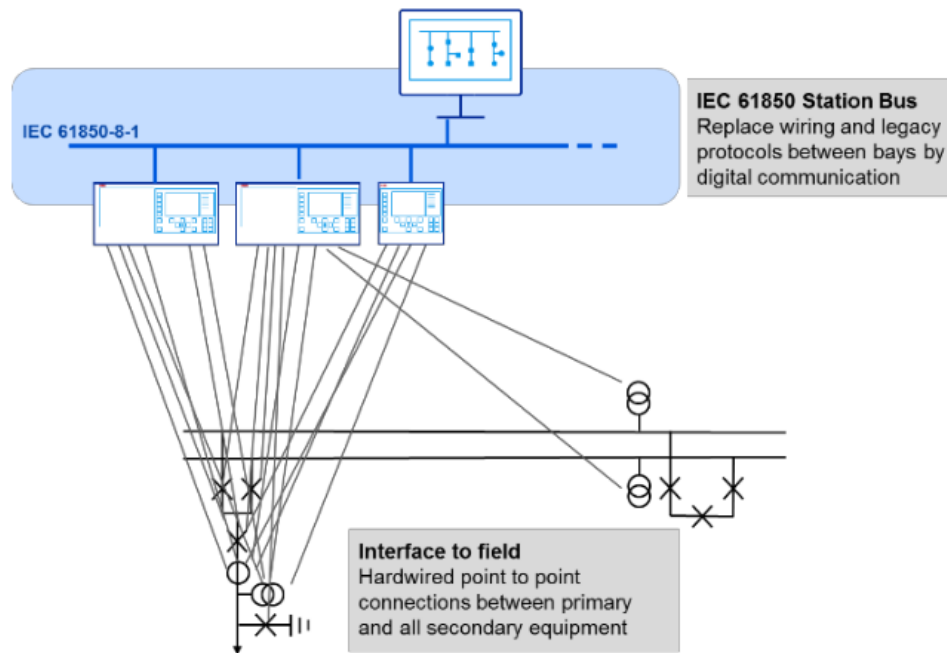 IEC 61850-8-1
IEC 61850 Station Bus
Replace wiring and legacy
protocols between bays by
digital communication
Interface to field
Hardwired point to point
connections between primary
and all secondary equipment